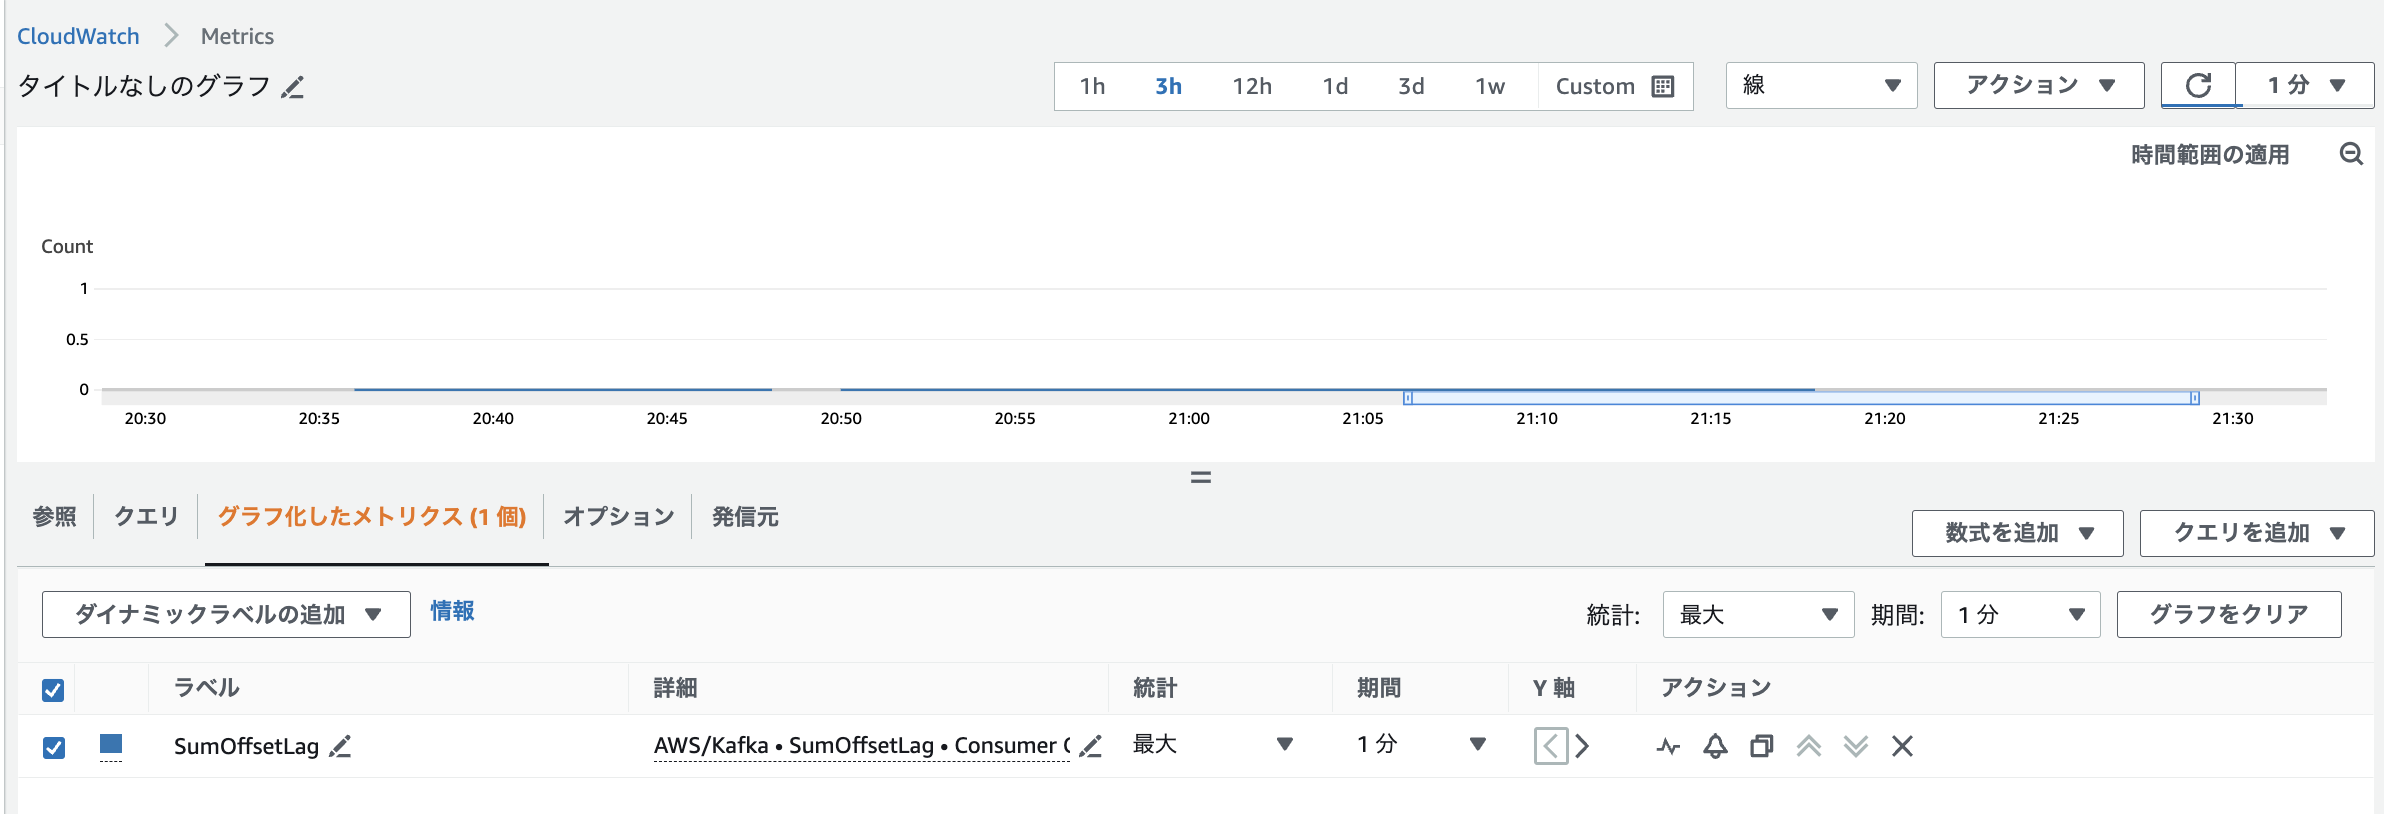 CloudWatch Metrics
タイトルなしのグラフ
1h 3h 12h 1d 3d 1w Custom 線 アクション 1 分
時間範囲の適用
Count
1
0.5
0
20:30 20:35 20:40 20:45 20:50 20:55 21:00 21:05 21:10 21:15 21:20 21:25 21:30
参照 クエリ グラフ化したメトリクス (1 個) オプション 発信元
数式を追加 クエリを追加
ダイナミックラベルの追加 情報 統計: 最大 期間: 1 分 グラフをクリア
ラベル 詳細 統計 期間 Y 軸 アクション
SumOffsetLag AWS/Kafka • SumOffsetLag • Consumer 最大 1 分